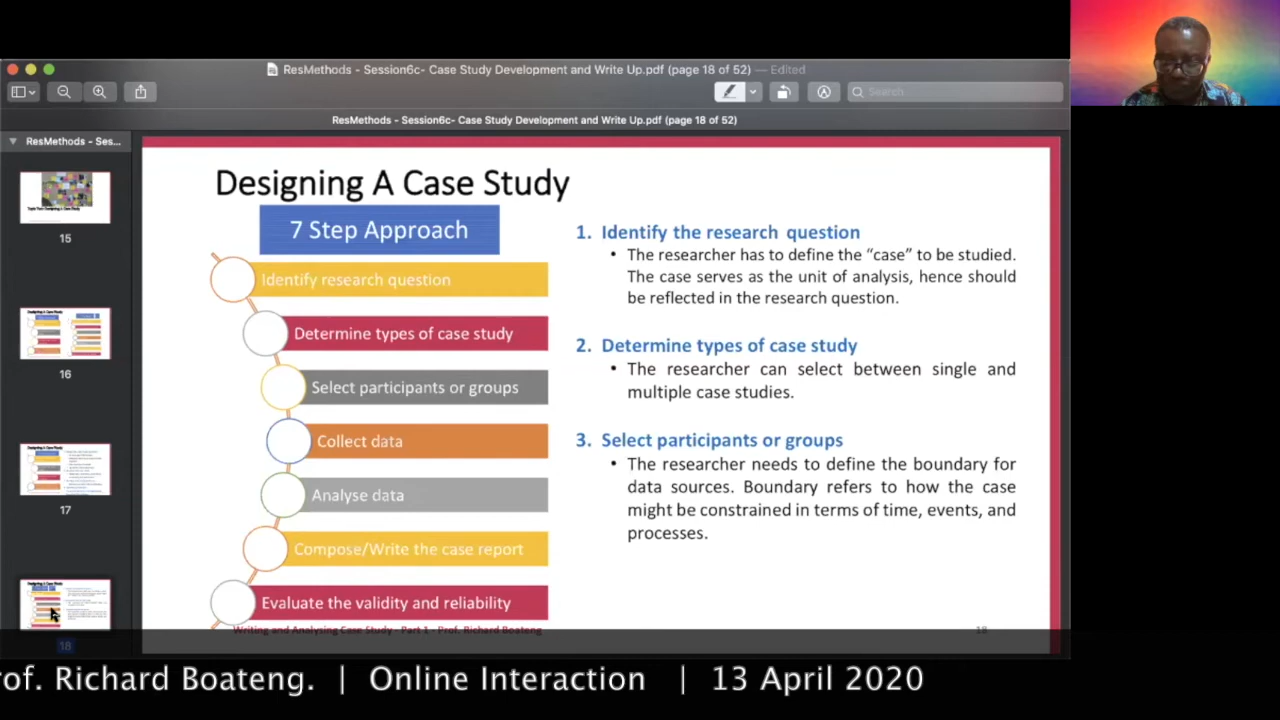 ResMethods - Session6c- Case Study Development and Write Up.pdf (page 18 of 52) — Edited
Search
ResMethods - Session6c- Case Study Development and Write Up.pdf (page 18 of 52)
ResMethods - Ses...
15
16
17
18
Designing A Case Study
7 Step Approach
Identify research question
Determine types of case study
Select participants or groups
Collect data
Analyse data
Compose/Write the case report
Evaluate the validity and reliability
1. Identify the research question
• The researcher has to define the “case” to be studied.
The case serves as the unit of analysis, hence should
be reflected in the research question.
2. Determine types of case study
• The researcher can select between single and
multiple case studies.
3. Select participants or groups
• The researcher needs to define the boundary for
data sources. Boundary refers to how the case
might be constrained in terms of time, events, and
processes.
Writing and Analysing Case Study - Part 1 - Prof. Richard Boateng
18
rof. Richard Boateng. | Online Interaction | 13 April 2020